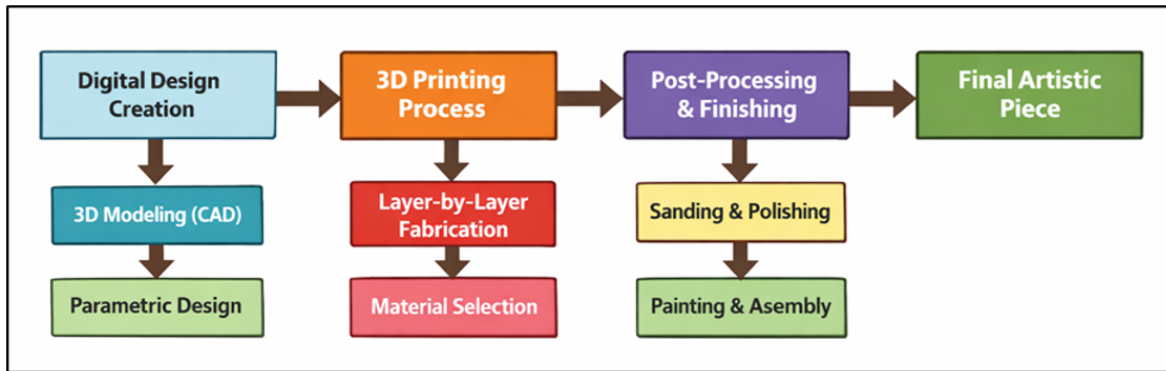 Digital Design
Creation
3D Printing
Process
Post-Processing
& Finishing
Final Artistic
Piece
3D Modeling (CAD)
Layer-by-Layer
Fabrication
Sanding & Polishing
Parametric Design
Material Selection
Painting & Asembly